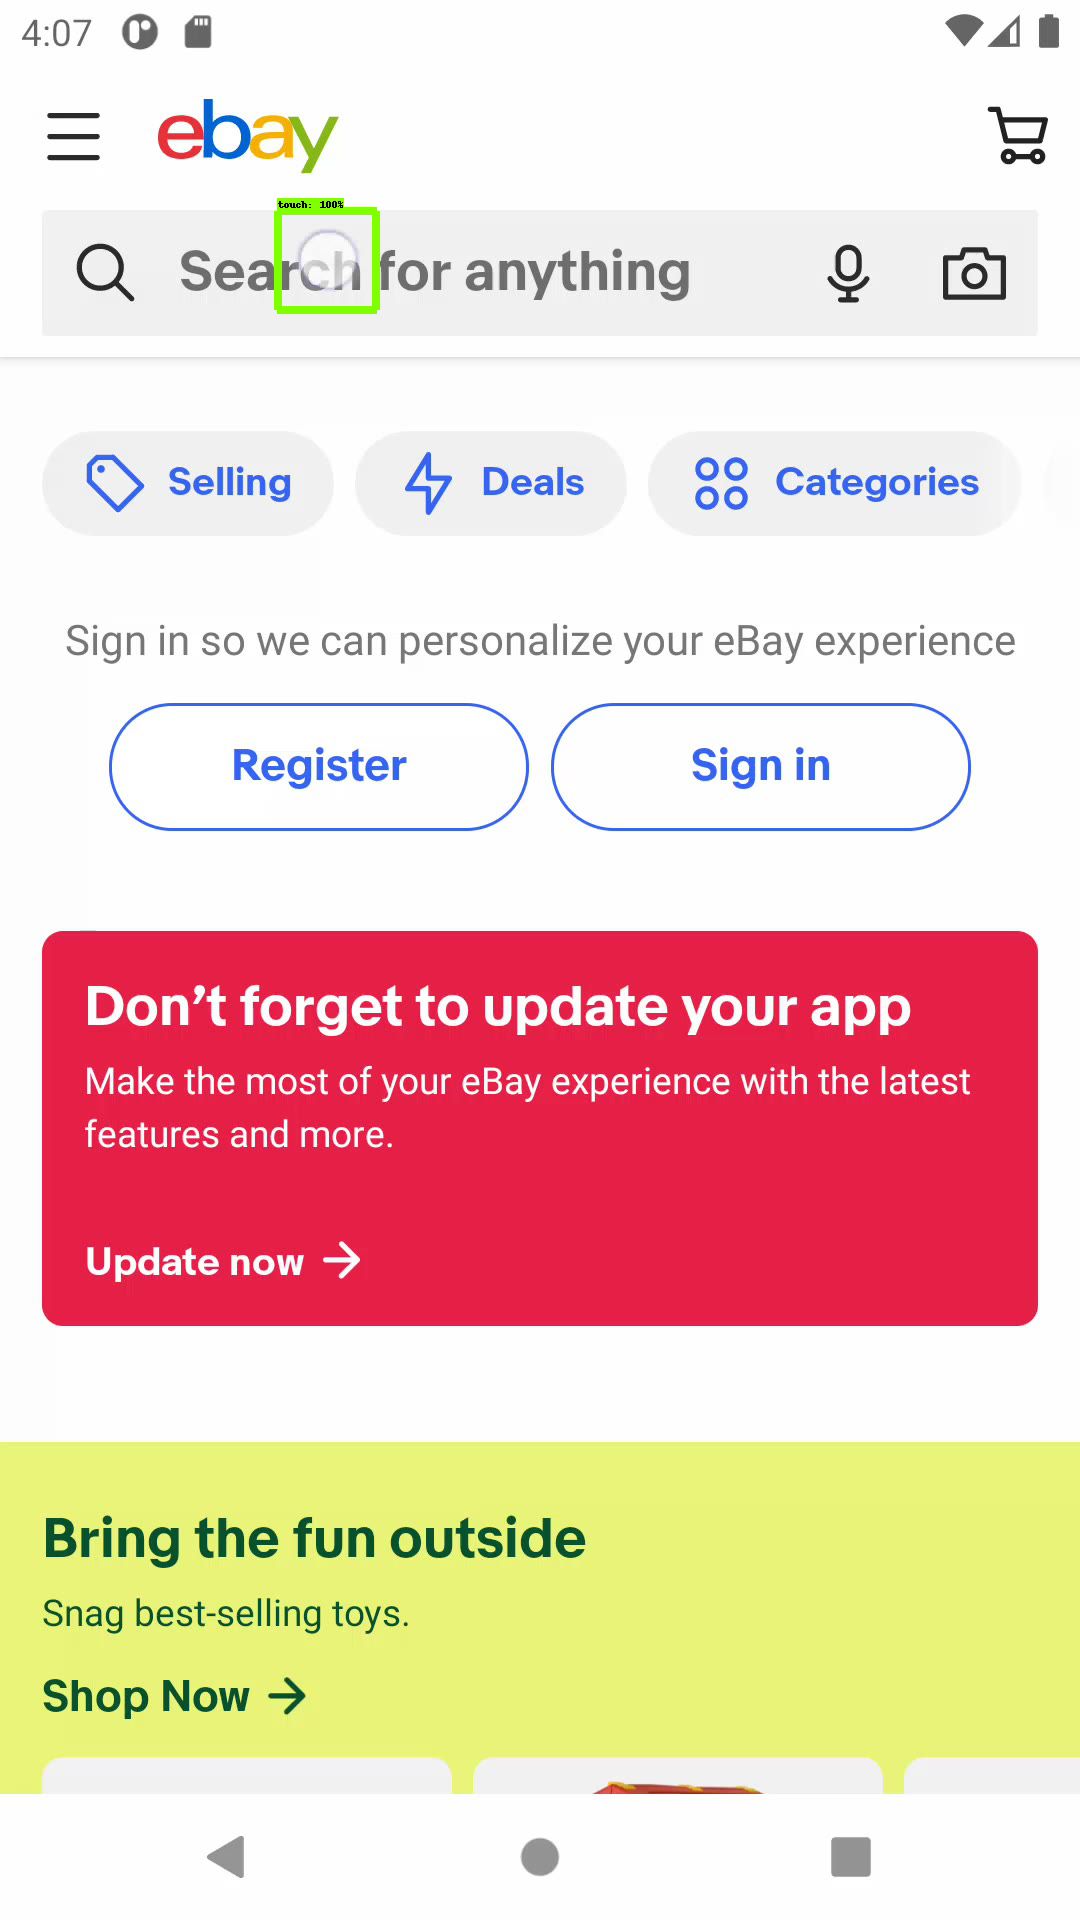 4:07
ebay
touch: 100%
Search for anything
Selling
Deals
Categories
Sign in so we can personalize your eBay experience
Register
Sign in
Don't forget to update your app
Make the most of your eBay experience with the latest
features and more.
Update now
Bring the fun outside
Snag best-selling toys.
Shop Now